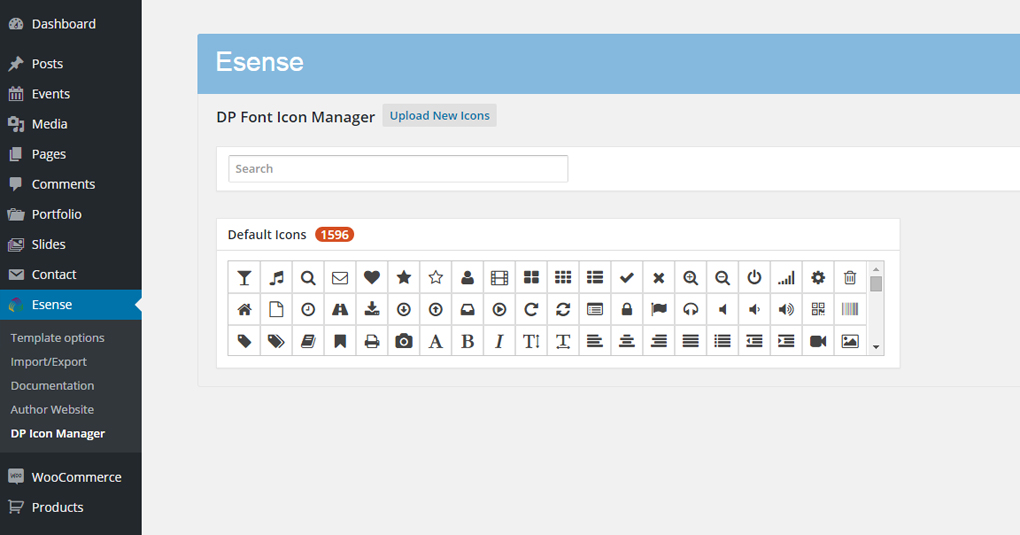 Dashboard
Posts
Events
Media
Pages
Comments
Portfolio
Slides
Contact
Esense
Template options
Import/Export
Documentation
Author Website
DP Icon Manager
WOO WooCommerce
Products
Esense
DP Font Icon Manager Upload New Icons
Search
Default Icons 1596